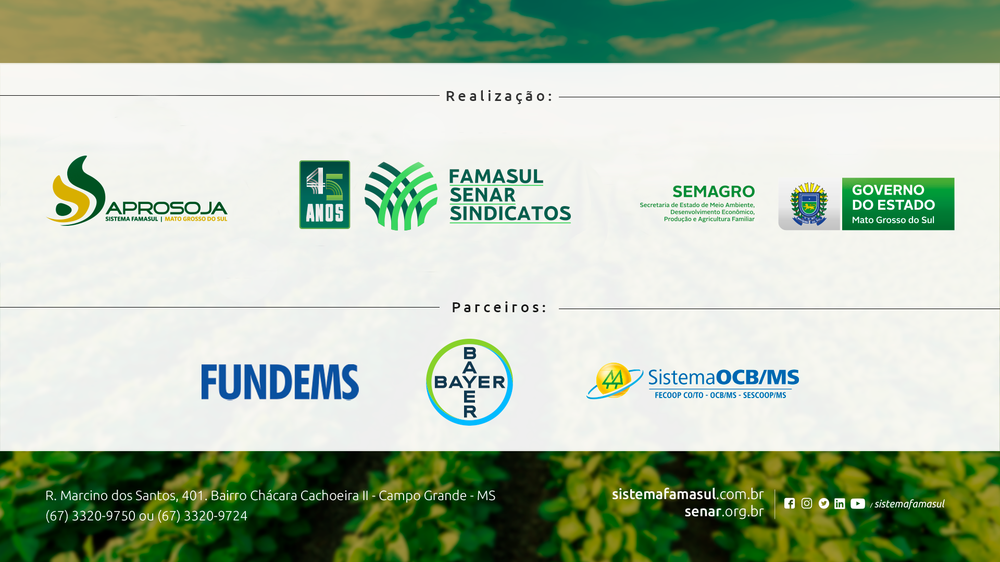 Realização:
APROSOJA
SISTEMA FAMASUL | MATO GROSSO DO SUL
45
ANOS
FAMASUL
SENAR
SINDICATOS
SEMAGRO
Secretaria de Estado de Meio Ambiente,
Desenvolvimento Econômico,
Produção e Agricultura Familiar
GOVERNO
DO ESTADO
Mato Grosso do Sul
Parceiros:
FUNDEMS
BAYER
BAYER
SistemaOCB/MS
FECOOP CO/TO - OCB/MS - SESCOOP/MS
R. Marcino dos Santos, 401. Bairro Chácara Cachoeira II - Campo Grande - MS
(67) 3320-9750 ou (67) 3320-9724
sistemafamasul.com.br
senar.org.br
/ sistemafamasul